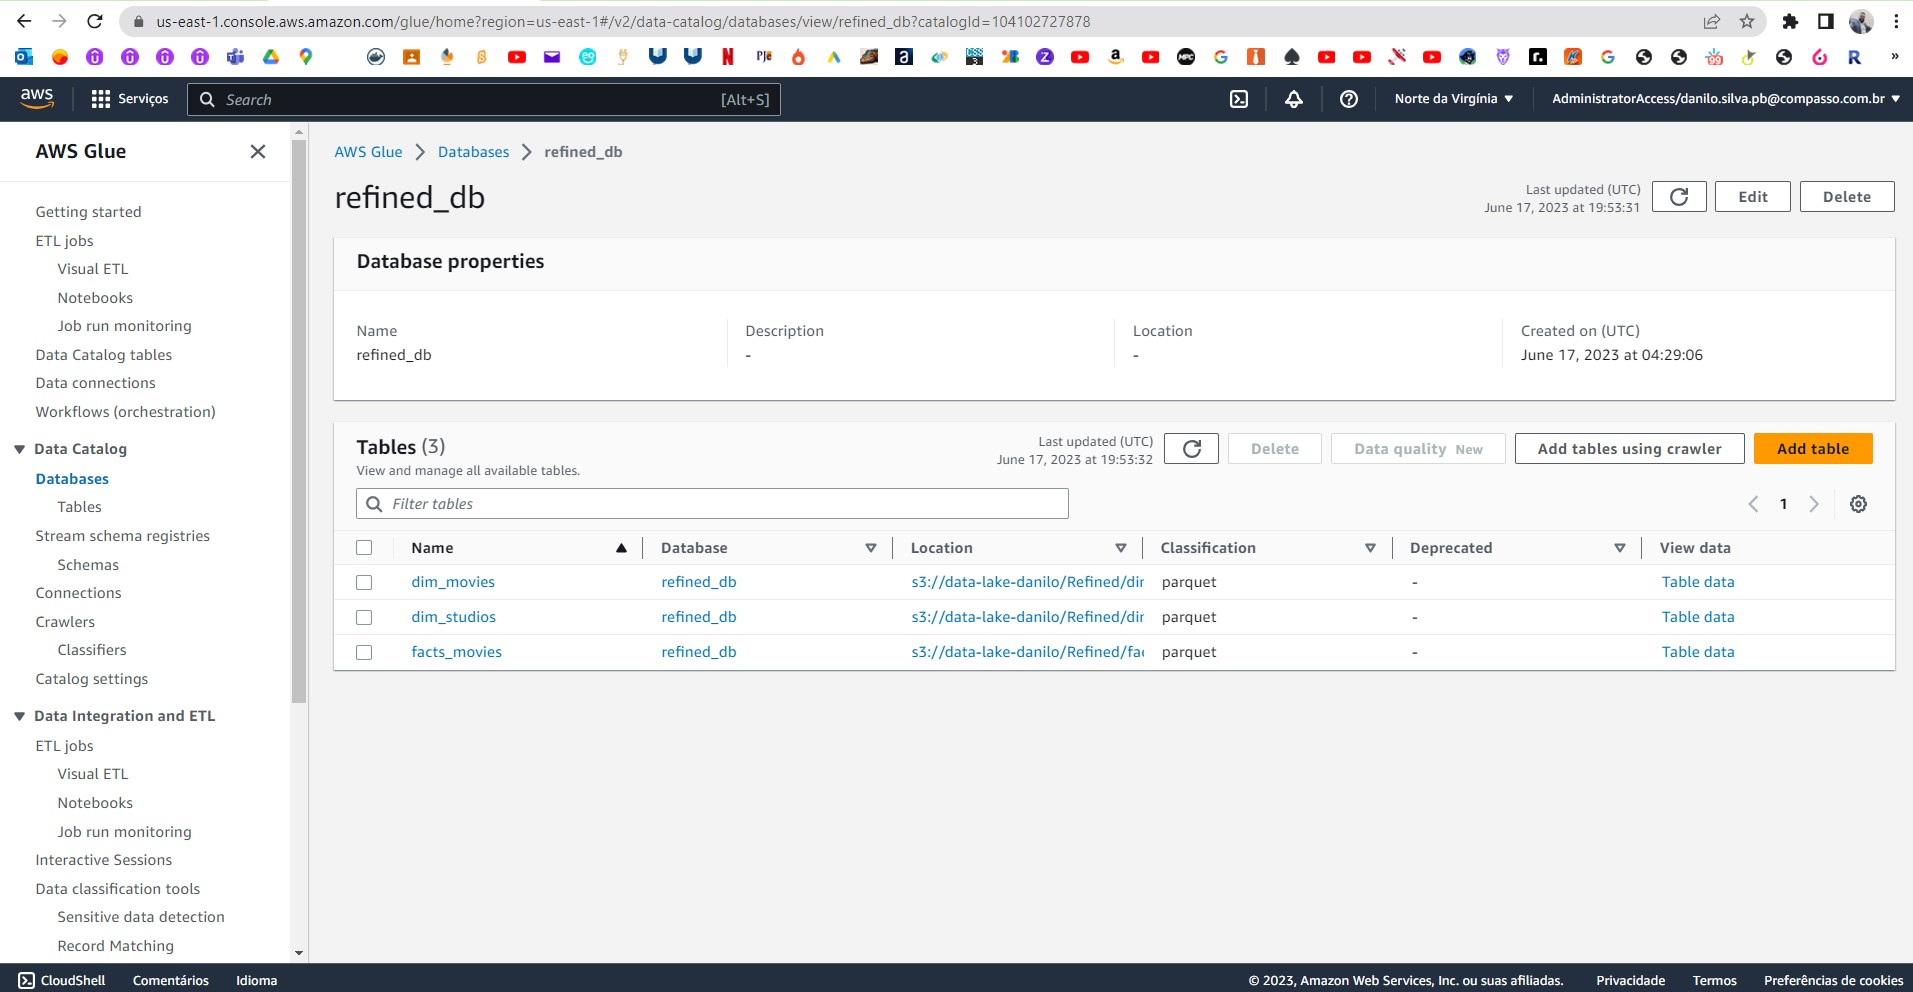 us-east-1.console.aws.amazon.com/glue/home?region=us-east-1#/v2/data-catalog/databases/view/refined_db?catalogId=104102727878
aws
Serviços
Search
[Alt+S]
Norte da Virgínia
AdministratorAccess/danilo.silva.pb@compasso.com.br
AWS Glue
Getting started
ETL jobs
Visual ETL
Notebooks
Job run monitoring
Data Catalog tables
Data connections
Workflows (orchestration)
Data Catalog
Databases
Tables
Stream schema registries
Schemas
Connections
Crawlers
Classifiers
Catalog settings
Data Integration and ETL
ETL jobs
Visual ETL
Notebooks
Job run monitoring
Interactive Sessions
Data classification tools
Sensitive data detection
Record Matching
AWS Glue > Databases > refined_db
refined_db
Last updated (UTC)
June 17, 2023 at 19:53:31
Edit
Delete
Database properties
Name
refined_db
Description
-
Location
-
Created on (UTC)
June 17, 2023 at 04:29:06
Tables (3)
View and manage all available tables.
Last updated (UTC)
June 17, 2023 at 19:53:32
Delete
Data quality New
Add tables using crawler
Add table
Filter tables
1
Name Database Location Classification Deprecated View data
dim_movies refined_db s3://data-lake-danilo/Refined/dir parquet - Table data
dim_studios refined_db s3://data-lake-danilo/Refined/dir parquet - Table data
facts_movies refined_db s3://data-lake-danilo/Refined/fac parquet - Table data
CloudShell Comentários Idioma
© 2023, Amazon Web Services, Inc. ou suas afiliadas. Privacidade Termos Preferências de cookies